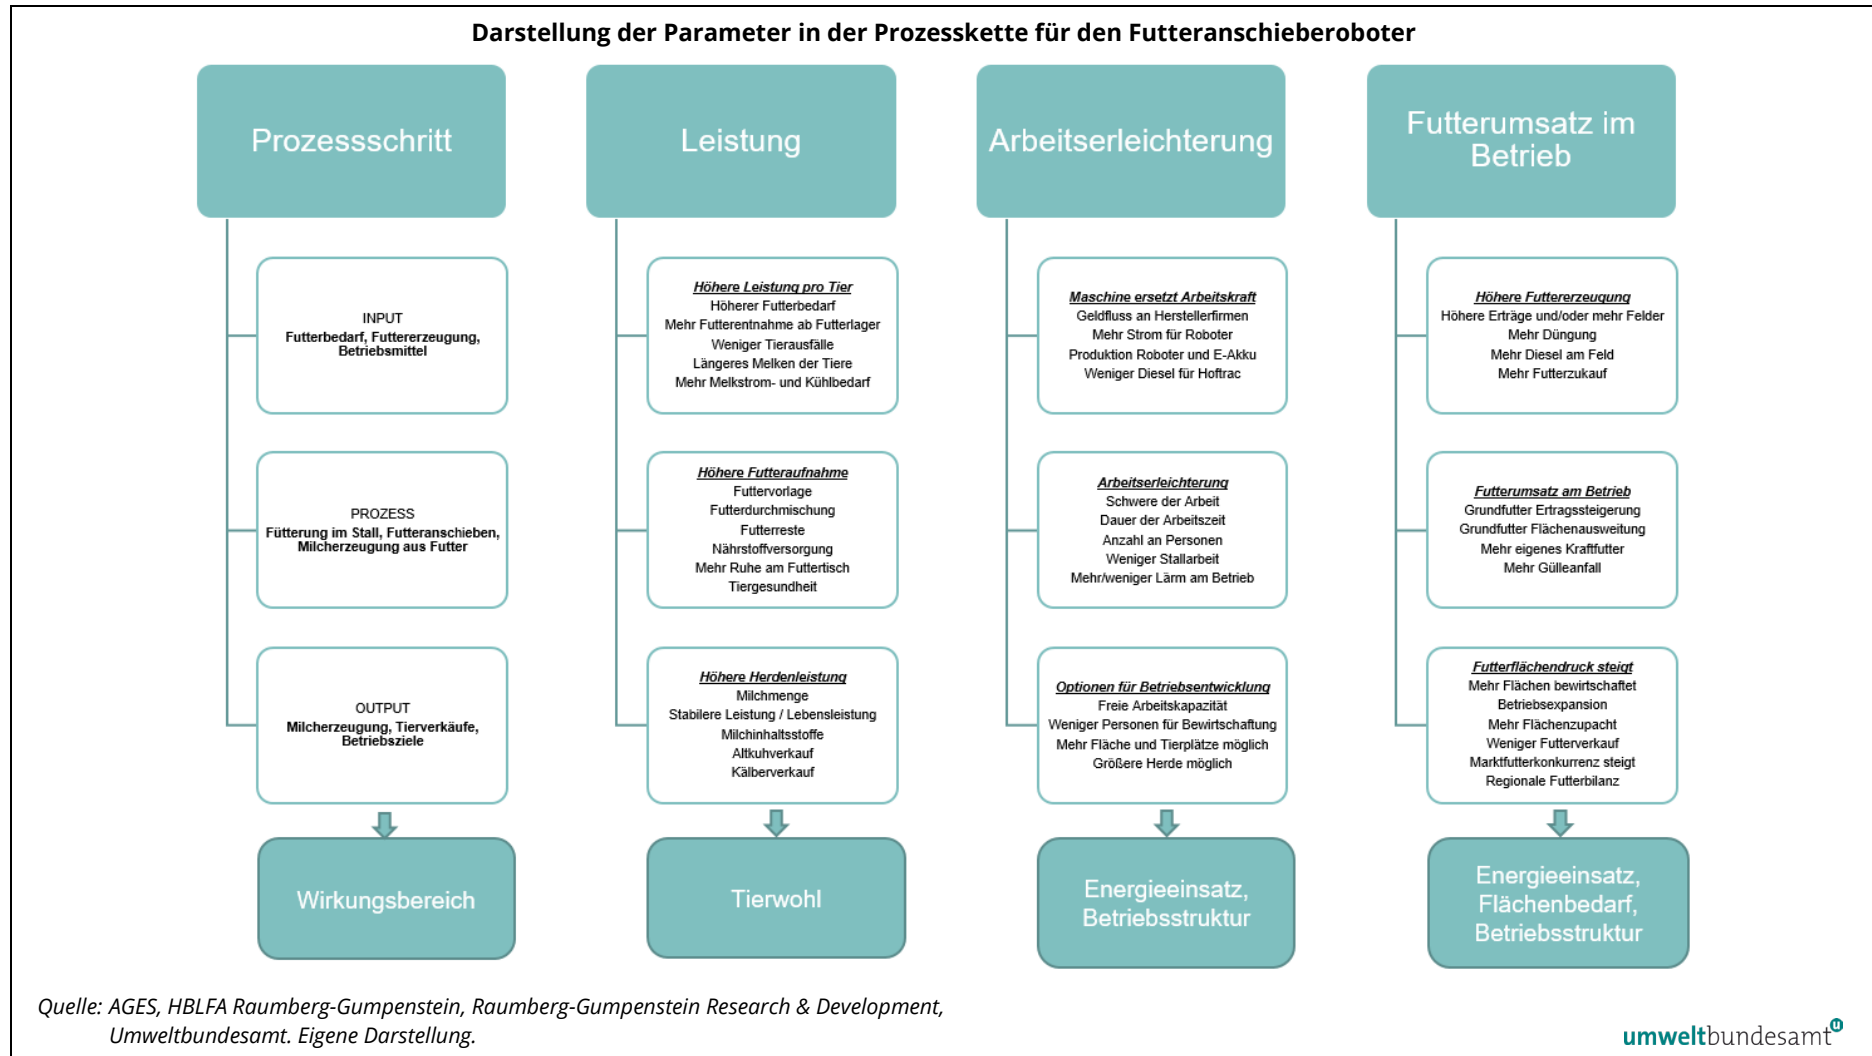 Darstellung der Parameter in der Prozesskette für den Futteranschieberoboter
Prozessschritt
INPUT
Futterbedarf, Futtererzeugung,
Betriebsmittel
PROZESS
Fütterung im Stall, Futteranschieben,
Milcherzeugung aus Futter
OUTPUT
Milcherzeugung, Tierverkäufe,
Betriebsziele
Wirkungsbereich
Leistung
Höhere Leistung pro Tier
Höherer Futterbedarf
Mehr Futterentnahme ab Futterlager
Weniger Tierausfälle
Längeres Melken der Tiere
Mehr Melkstrom- und Kühlbedarf
Höhere Futteraufnahme
Futtervorlage
Futterdurchmischung
Futterreste
Nährstoffversorgung
Mehr Ruhe am Futtertisch
Tiergesundheit
Höhere Herdenleistung
Milchmenge
Stabilere Leistung / Lebensleistung
Milchinhaltsstoffe
Altkuhverkauf
Kälberverkauf
Tierwohl
Arbeitserleichterung
Maschine ersetzt Arbeitskraft
Geldfluss an Herstellerfirmen
Mehr Strom für Roboter
Produktion Roboter und E-Akku
Weniger Diesel für Hoftrac
Arbeitserleichterung
Schwere der Arbeit
Dauer der Arbeitszeit
Anzahl an Personen
Weniger Stallarbeit
Mehr/weniger Lärm am Betrieb
Optionen für Betriebsentwicklung
Freie Arbeitskapazität
Weniger Personen für Bewirtschaftung
Mehr Fläche und Tierplätze möglich
Größere Herde möglich
Energieeinsatz,
Betriebsstruktur
Futterumsatz im
Betrieb
Höhere Futtererzeugung
Höhere Erträge und/oder mehr Felder
Mehr Düngung
Mehr Diesel am Feld
Mehr Futterzukauf
Futterumsatz am Betrieb
Grundfutter Ertragssteigerung
Grundfutter Flächenausweitung
Mehr eigenes Kraftfutter
Mehr Gülleanfall
Futterflächendruck steigt
Mehr Flächen bewirtschaftet
Betriebsexpansion
Mehr Flächenzupacht
Weniger Futterverkauf
Marktfutterkonkurrenz steigt
Regionale Futterbilanz
Energieeinsatz,
Flächenbedarf,
Betriebsstruktur
Quelle: AGES, HBLFA Raumberg-Gumpenstein, Raumberg-Gumpenstein Research & Development,
Umweltbundesamt. Eigene Darstellung.
umweltbundesamt u